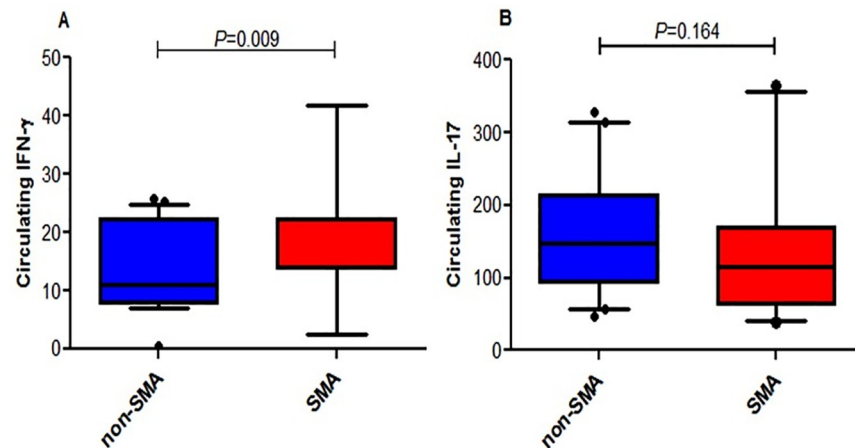 A
P=0.009
Circulating IFN-γ
50
40
30
20
10
0
non-SMA
SMA
B
P=0.164
Circulating IL-17
400
300
200
100
0
non-SMA
SMA